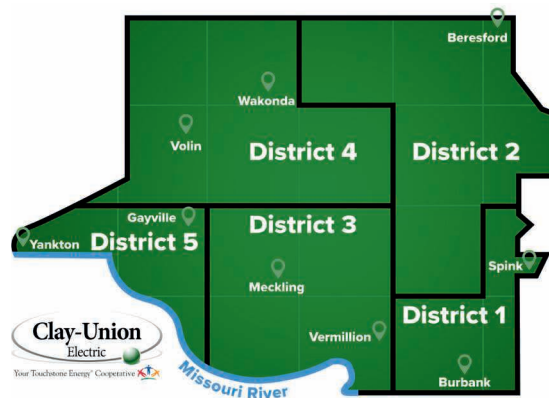 Beresford
Wakonda
Volin
District 4
District 2
Gayville
District 3
Yankton
District 5
Spink
Meckling
District 1
Vermillion
Clay-Union
Electric
Your Touchstone Energy® Cooperative
Missouri River
Burbank